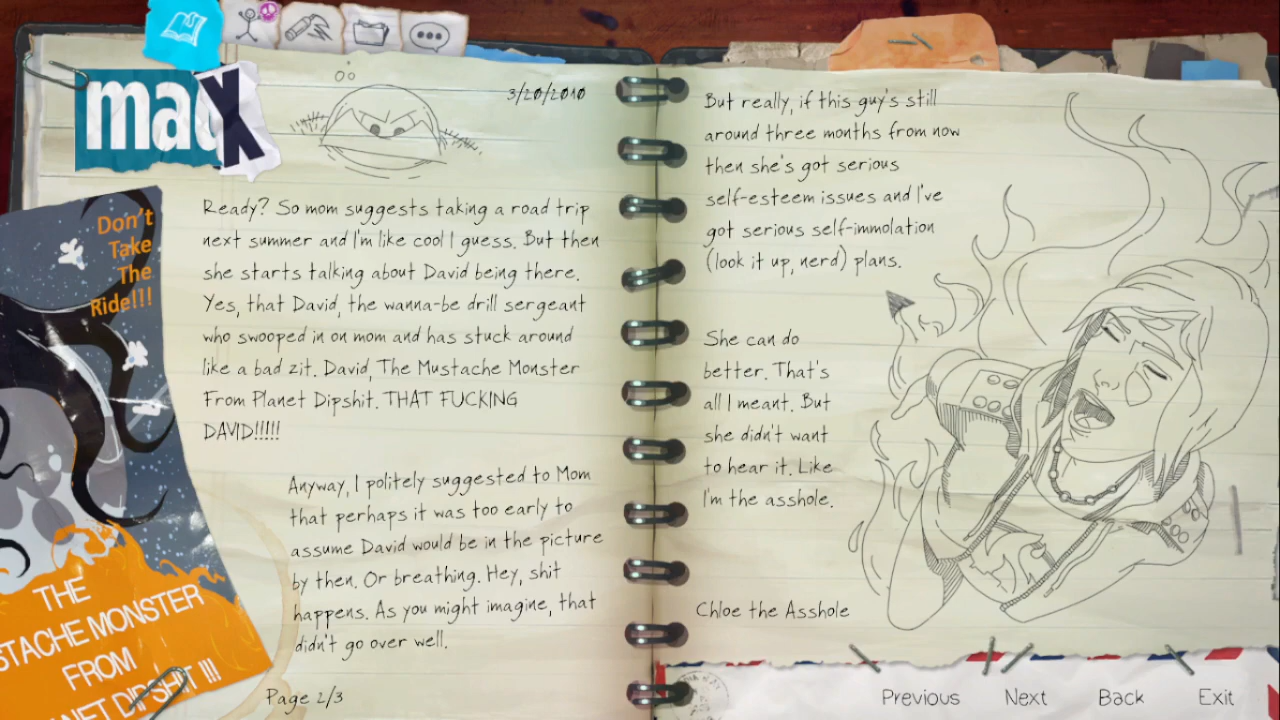 max
3/20/2010
Don't
Take
The
Ride!!!
Ready? So mom suggests taking a road trip
next summer and I'm like cool I guess. But then
she starts talking about David being there.
Yes, that David, the wanna-be drill sergeant
who swooped in on mom and has stuck around
like a bad zit. David, The Mustache Monster
From Planet Dipshit. THAT FUCKING
DAVID!!!!!
Anyway, I politely suggested to Mom
that perhaps it was too early to
assume David would be in the picture
by then. Or breathing. Hey, shit
happens. As you might imagine, that
didn't go over well.
THE
STACHE MONSTER
FROM
NET DIPSHIT !!!
Page 2/3
But really, if this guy's still
around three months from now
then she's got serious
self-esteem issues and I've
got serious self-immolation
(look it up, nerd) plans.
She can do
better. That's
all I meant. But
she didn't want
to hear it. Like
I'm the asshole.
Chloe the Asshole
Previous Next Back Exit